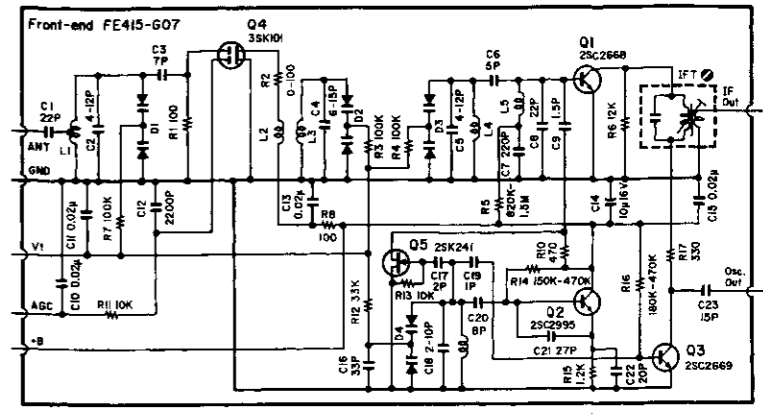 Front-end FE415-G07
Q4
3SK101
C3
7P
R2
0-100
C4
6-15P
C6
5P
Q1
2SC2668
IFT
IF
Out
C1
22P
ANT
L1
C2
4-12P
D1
R1 100
L2
L3
D2
R3 100K
R4 100K
D3
C5
4-12P
L4
L5
C7 220P
C8 22P
C9 1.5P
R6 12K
GND
C11 0.02μ
R7 100K
C12
2200P
C13
0.02μ
R8
100
R5
820K-
1.5M
C14
10μ16V
C15 0.02μ
Vt
C10 0.02μ
Q5
2SK241
C17
2P
C19
1P
R10
470
R14 150K-470K
R16
180K-470K
R17
330
Osc.
Out
AGC
R11 10K
R12 33K
R13 10K
D4
C20
8P
Q2
2SC2995
C23
15P
+B
C16
33P
C18 2-10P
C21 27P
R15
1.2K
C22
20P
Q3
2SC2669